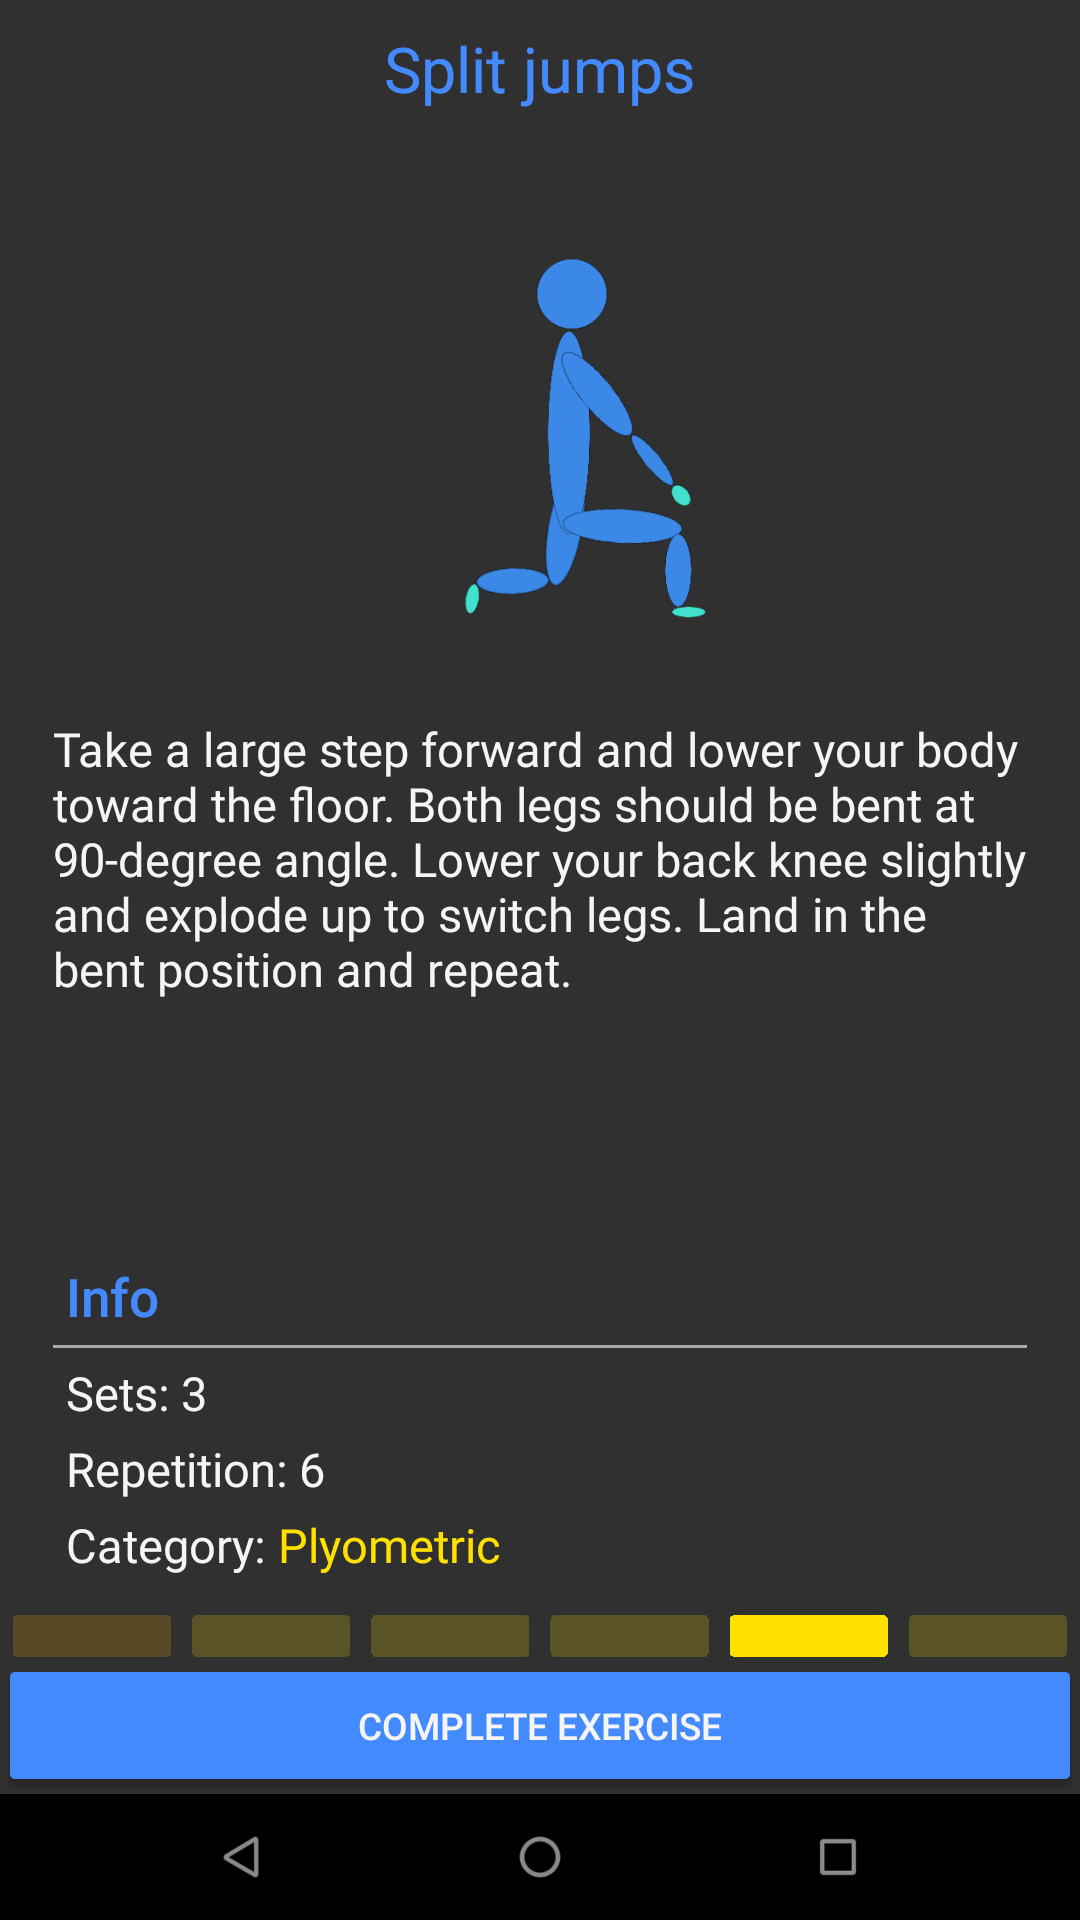 Split jumps
Take a large step forward and lower your body
toward the floor. Both legs should be bent at
90-degree angle. Lower your back knee slightly
and explode up to switch legs. Land in the
bent position and repeat.
Info
Sets: 3
Repetition: 6
Category: Plyometric
COMPLETE EXERCISE